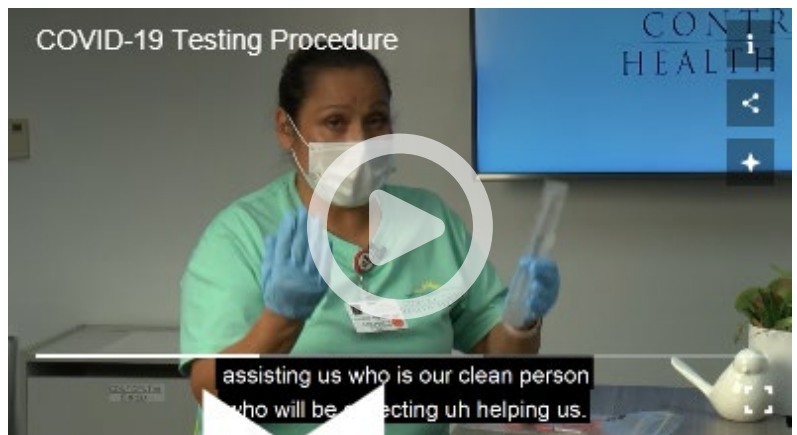 COVID-19 Testing Procedure
CONTR
HEALTH
assisting us who is our clean person
who will be uh helping us.